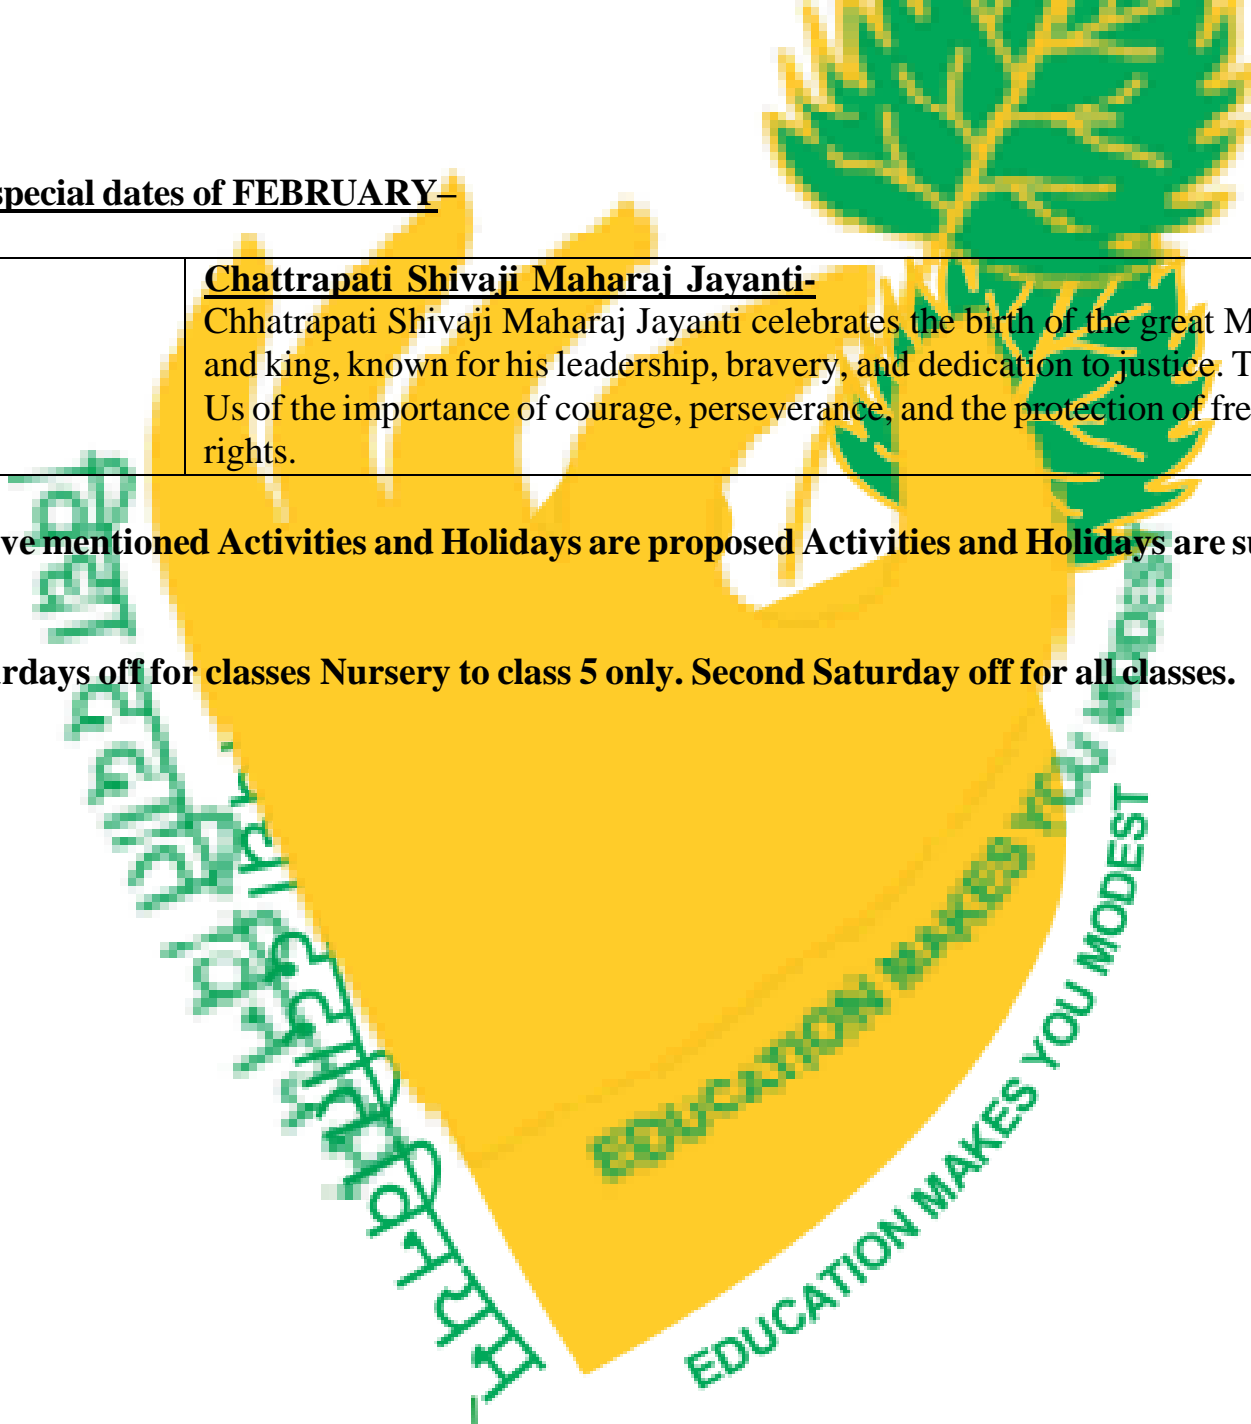 special dates of FEBRUARY–
Chattrapati Shivaji Maharaj Jayanti-
Chhatrapati Shivaji Maharaj Jayanti celebrates the birth of the great M
and king, known for his leadership, bravery, and dedication to justice. T
Us of the importance of courage, perseverance, and the protection of fre
rights.
ve mentioned Activities and Holidays are proposed Activities and Holidays are su
rdays off for classes Nursery to class 5 only. Second Saturday off for all classes.
विद्या ददाति विनयम
EDUCATION MAKES YOU MODEST
EDUCATION MAKES YOU MODEST